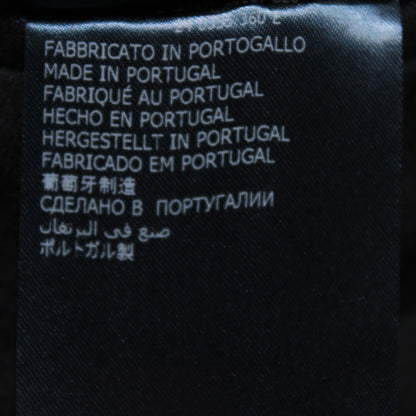 FABBRICATO IN PORTOGALLO
MADE IN PORTUGAL
FABRIQUÉ AU PORTUGAL
HECHO EN PORTUGAL
HERGESTELLT IN PORTUGAL
FABRICADO EM PORTUGAL
葡萄牙制造
СДЕЛАНО В ПОРТУГАЛИИ
صنع في البرتغال
ポルトガル製